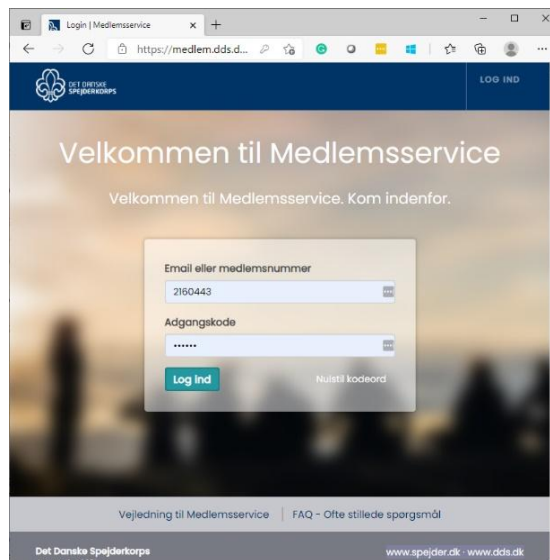 Login | Medlemsservice
https://medlem.dds.d...
DET DANSKE
SPEJDERKORPS
LOG IND
Velkommen til Medlemsservice
Velkommen til Medlemsservice. Kom indenfor.
Email eller medlemsnummer
2160443
Adgangskode
••••••
Log ind
Nulstil kodeord
Vejledning til Medlemsservice | FAQ - Ofte stillede spørgsmål
Det Danske Spejderkorps
www.spejder.dk · www.dds.dk